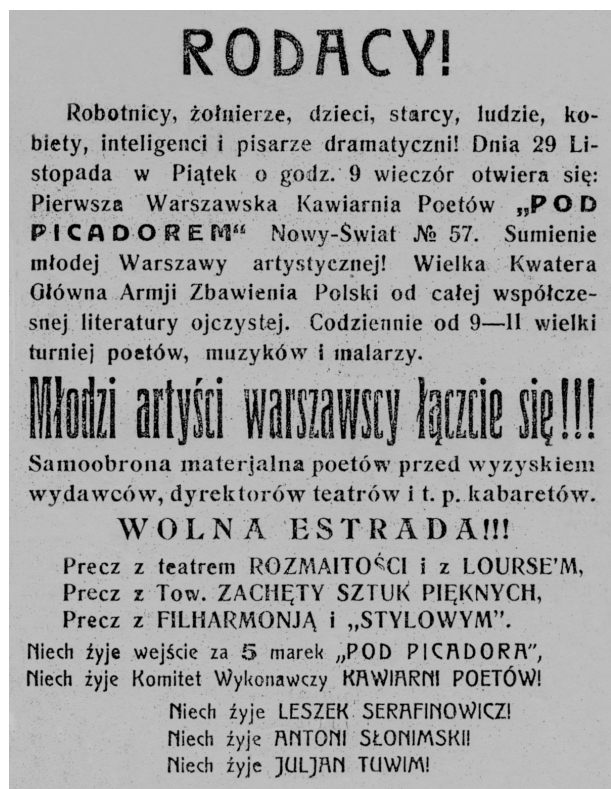 RODACY!
Robotnicy, żołnierze, dzieci, starcy, ludzie, ko-
biety, inteligenci i pisarze dramatyczni! Dnia 29 Li-
stopada w Piątek o godz. 9 wieczór otwiera się:
Pierwsza Warszawska Kawiarnia Poetów „POD
PICADOREM“ Nowy-Świat № 57. Sumienie
młodej Warszawy artystycznej! Wielka Kwatera
Główna Armji Zbawienia Polski od całej współcze-
snej literatury ojczystej. Codziennie od 9—11 wielki
turniej poetów, muzyków i malarzy.
Młodzi artyści warszawscy łączcie się!!!
Samoobrona materjalna poetów przed wyzyskiem
wydawców, dyrektorów teatrów i t. p. kabaretów.
WOLNA ESTRADA!!!
Precz z teatrem ROZMAITOŚCI i z LOURSE'M,
Precz z Tow. ZACHĘTY SZTUK PIĘKNYCH,
Precz z FILHARMONJĄ i „STYLOWYM”.
Niech żyje wejście za 5 marek „POD PICADORA”,
Niech żyje Komitet Wykonawczy KAWIARNI POETÓW!
Niech żyje LESZEK SERAFINOWICZ!
Niech żyje ANTONI SŁONIMSKI!
Niech żyje JULJAN TUWIM!